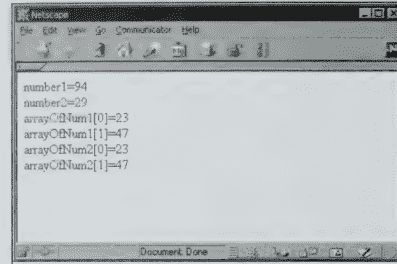 Netscape
File Edit View Go Communicator Help
number1=94
number2=29
arrayOfNum1[0]=23
arrayOfNum1[1]=47
arrayOfNum2[0]=23
arrayOfNum2[1]=47
Document: Done